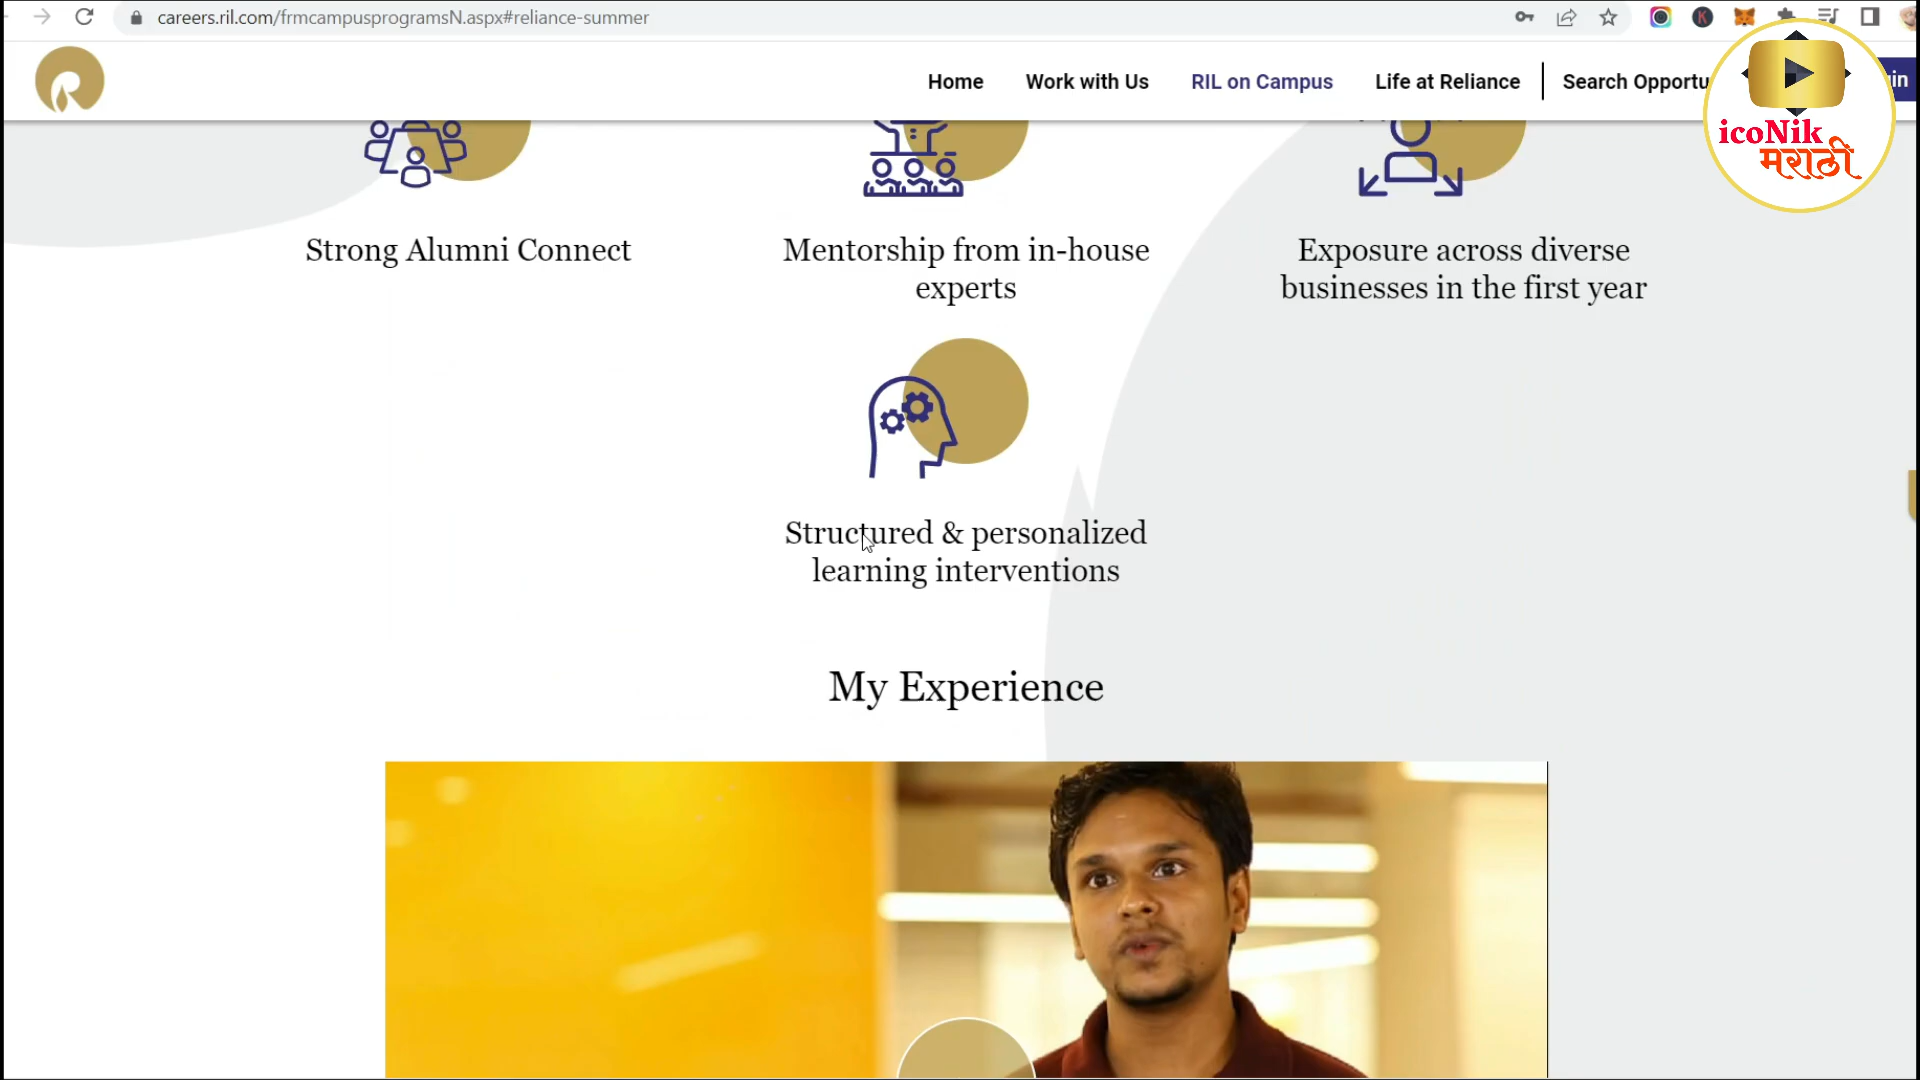 careers.ril.com/frmcampusprogramsN.aspx#reliance-summer
Home Work with Us RIL on Campus Life at Reliance Search Opportu in
icoNik
मराठी
Strong Alumni Connect
Mentorship from in-house
experts
Exposure across diverse
businesses in the first year
Structured & personalized
learning interventions
My Experience